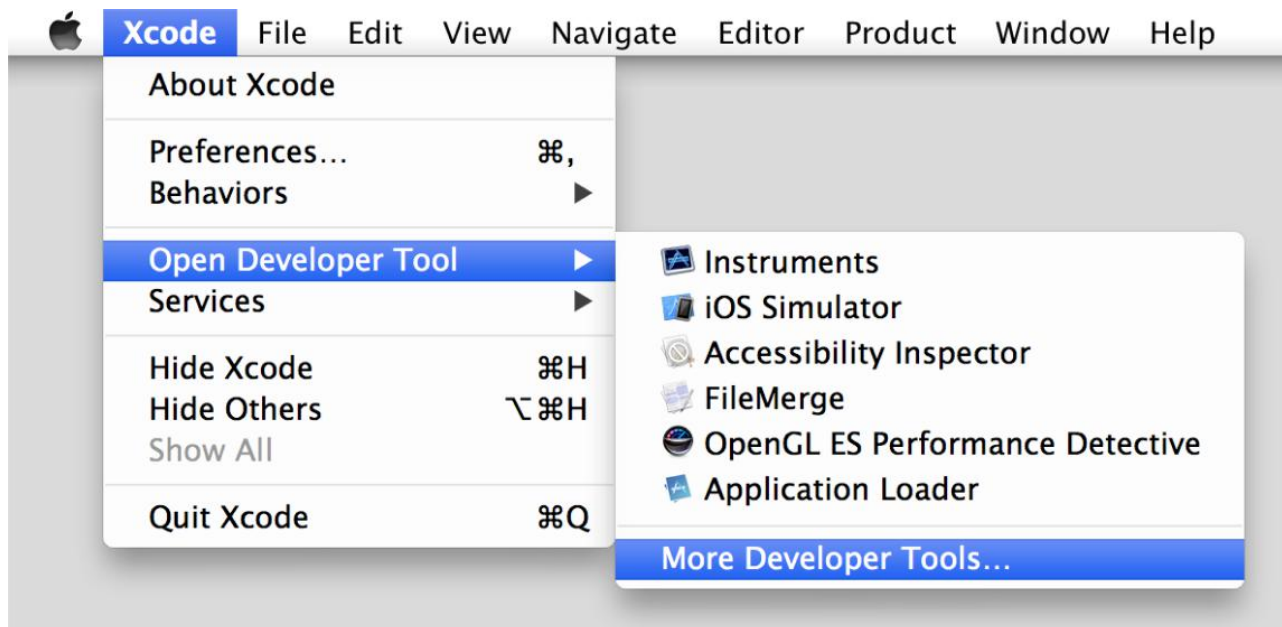 Xcode File Edit View Navigate Editor Product Window Help
About Xcode
Preferences... ⌘,
Behaviors ▶
Open Developer Tool ▶
Services ▶
Hide Xcode ⌘H
Hide Others ⌥⌘H
Show All
Quit Xcode ⌘Q
Instruments
iOS Simulator
Accessibility Inspector
FileMerge
OpenGL ES Performance Detective
Application Loader
More Developer Tools...